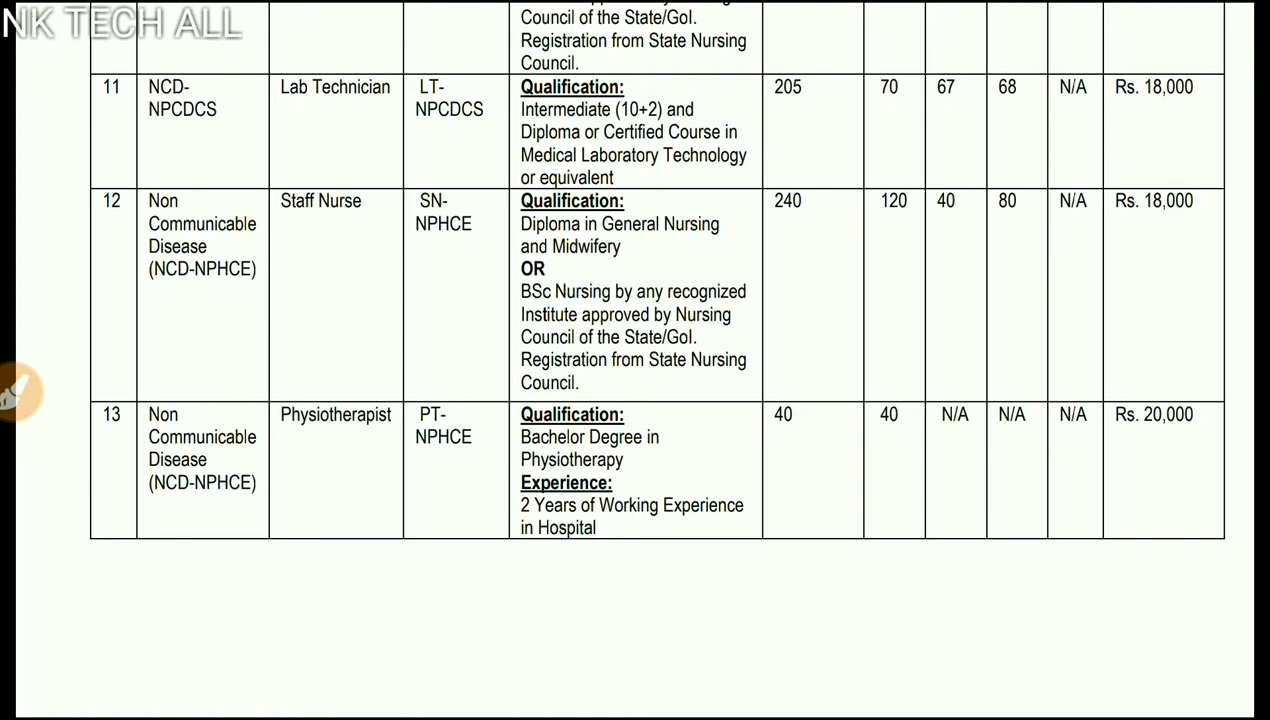 NK TECH ALL
Council of the State/GoI.
Registration from State Nursing
Council.
11 NCD- Lab Technician LT- Qualification: 205 70 67 68 N/A Rs. 18,000
NPCDCS NPCDCS Intermediate (10+2) and
Diploma or Certified Course in
Medical Laboratory Technology
or equivalent
12 Non Staff Nurse SN- Qualification: 240 120 40 80 N/A Rs. 18,000
Communicable NPHCE Diploma in General Nursing
Disease and Midwifery
(NCD-NPHCE) OR
BSc Nursing by any recognized
Institute approved by Nursing
Council of the State/GoI.
Registration from State Nursing
Council.
13 Non Physiotherapist PT- Qualification: 40 40 N/A N/A N/A Rs. 20,000
Communicable NPHCE Bachelor Degree in
Disease Physiotherapy
(NCD-NPHCE) Experience:
2 Years of Working Experience
in Hospital